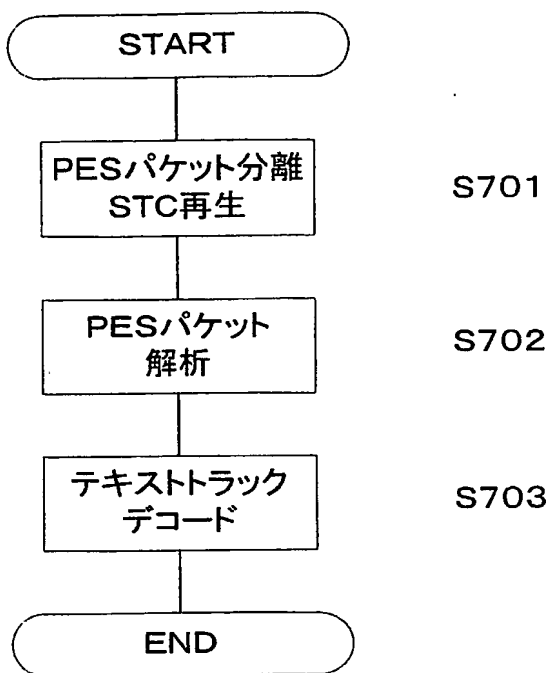 START
PESパケット分離
STC再生
S701
PESパケット
解析
S702
テキストトラック
デコード
S703
END